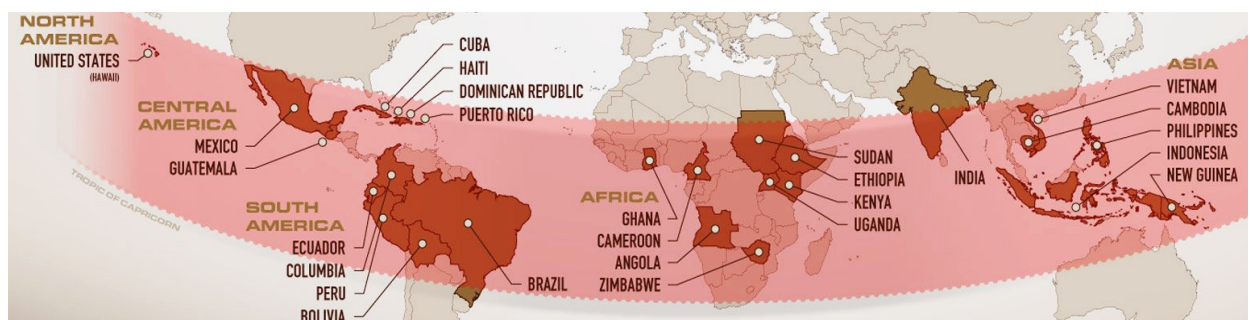 NORTH
AMERICA
UNITED STATES
(HAWAII)
CENTRAL
AMERICA
MEXICO
GUATEMALA
TROPIC OF CAPRICORN
CUBA
HAITI
DOMINICAN REPUBLIC
PUERTO RICO
SOUTH
AMERICA
ECUADOR
COLUMBIA
PERU
BOLIVIA
BRAZIL
AFRICA
GHANA
CAMEROON
ANGOLA
ZIMBABWE
SUDAN
ETHIOPIA
KENYA
UGANDA
INDIA
ASIA
VIETNAM
CAMBODIA
PHILIPPINES
INDONESIA
NEW GUINEA